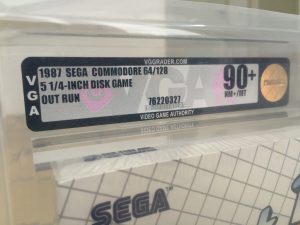 VGGRADER.COM
VGA
1987 SEGA COMMODORE 64/128
5 1/4-INCH DISK GAME
OUT RUN
76220327
90+
NM+/MT
VIDEO GAME AUTHORITY
SEGA